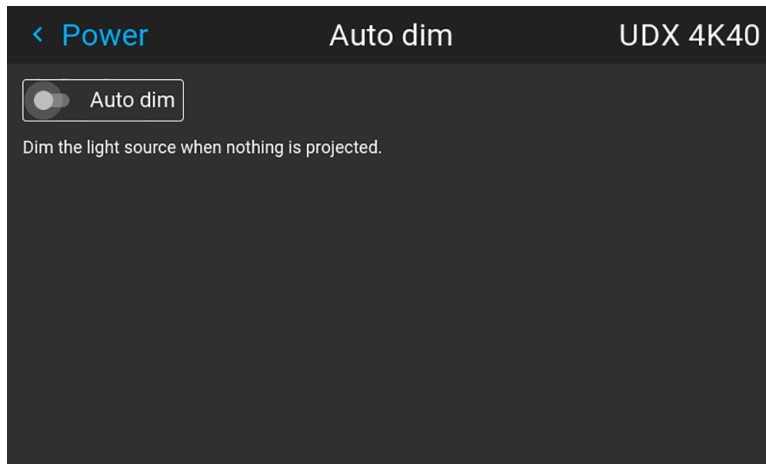 Power
Auto dim
UDX 4K40
Auto dim
Dim the light source when nothing is projected.